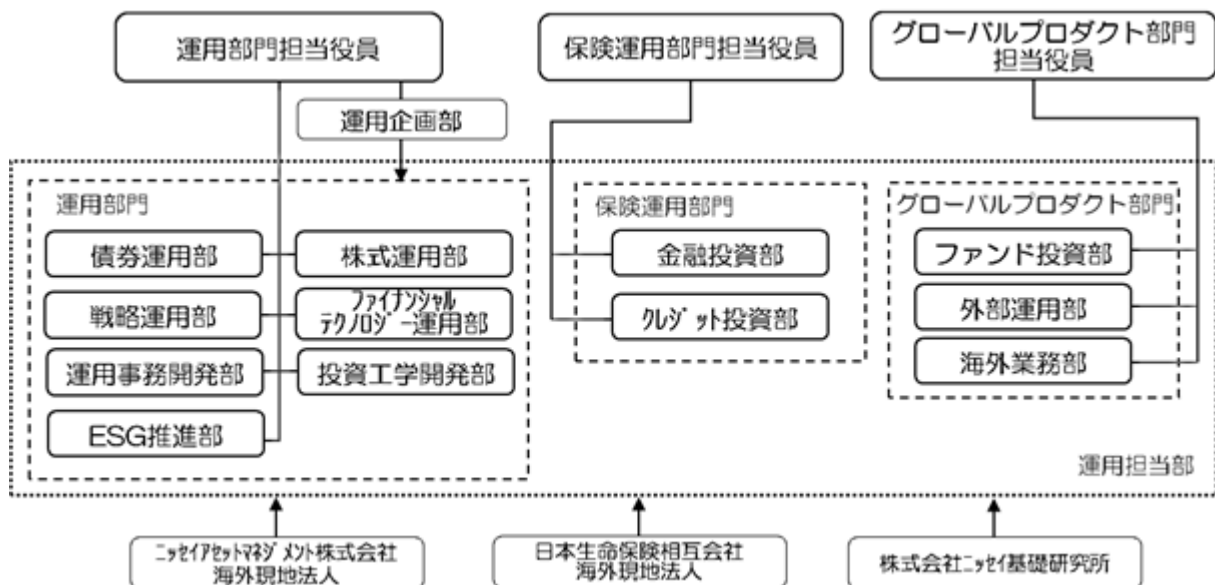 運用部門担当役員
保険運用部門担当役員
グローバルプロダクト部門
担当役員
運用企画部
運用部門
債券運用部
株式運用部
戦略運用部
ファイナンシャル
テクノロジー運用部
運用事務開発部
投資工学開発部
ESG推進部
保険運用部門
金融投資部
クレジット投資部
グローバルプロダクト部門
ファンド投資部
外部運用部
海外業務部
運用担当部
ニッセイアセットマネジメント株式会社
海外現地法人
日本生命保険相互会社
海外現地法人
株式会社ニッセイ基礎研究所